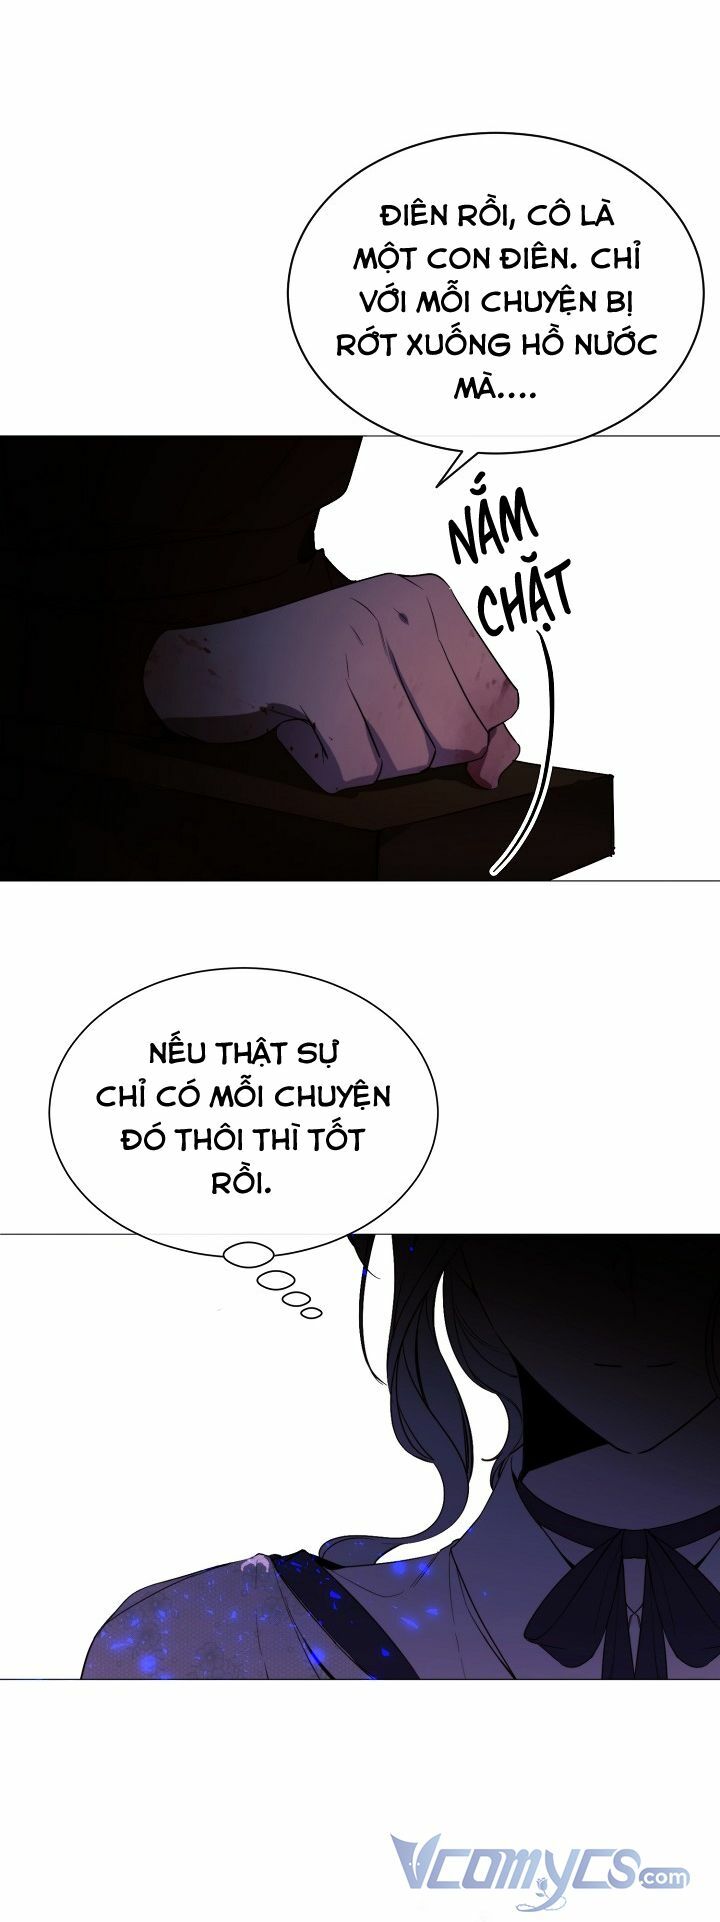 ĐIÊN RỒI, CÔ LÀ
MỘT CON ĐIÊN. CHỈ
VỚI MỖI CHUYỆN BỊ
RỚT XUỐNG HỒ NƯỚC
MÀ....
NẮM
CHẶT
NẾU THẬT SỰ
CHỈ CÓ MỖI CHUYỆN
ĐÓ THÔI THÌ TỐT
RỒI.
VCOMYCS.com